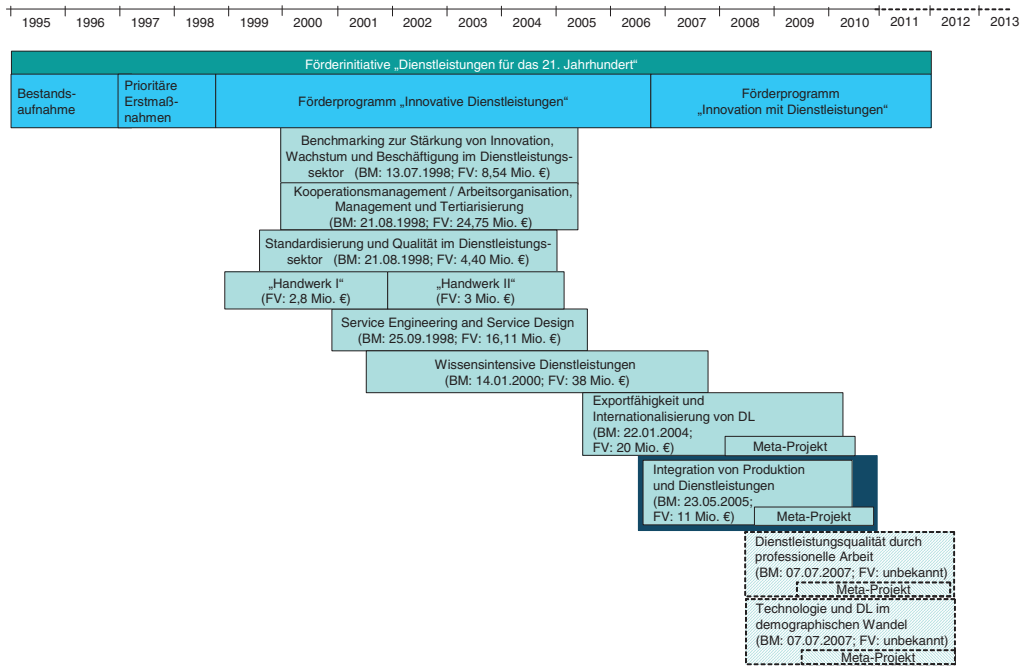 1995 1996 1997 1998 1999 2000 2001 2002 2003 2004 2005 2006 2007 2008 2009 2010 2011 2012 2013
Förderinitiative „Dienstleistungen für das 21. Jahrhundert“
Bestands-
aufnahme
Prioritäre
Erstmaß-
nahmen
Förderprogramm „Innovative Dienstleistungen“
Förderprogramm
„Innovation mit Dienstleistungen“
Benchmarking zur Stärkung von Innovation,
Wachstum und Beschäftigung im Dienstleistungs-
sektor (BM: 13.07.1998; FV: 8,54 Mio. €)
Kooperationsmanagement / Arbeitsorganisation,
Management und Tertiarisierung
(BM: 21.08.1998; FV: 24,75 Mio. €)
Standardisierung und Qualität im Dienstleistungs-
sektor (BM: 21.08.1998; FV: 4,40 Mio. €)
„Handwerk I“
(FV: 2,8 Mio. €)
„Handwerk II“
(FV: 3 Mio. €)
Service Engineering and Service Design
(BM: 25.09.1998; FV: 16,11 Mio. €)
Wissensintensive Dienstleistungen
(BM: 14.01.2000; FV: 38 Mio. €)
Exportfähigkeit und
Internationalisierung von DL
(BM: 22.01.2004;
FV: 20 Mio. €)
Meta-Projekt
Integration von Produktion
und Dienstleistungen
(BM: 23.05.2005;
FV: 11 Mio. €)
Meta-Projekt
Dienstleistungsqualität durch
professionelle Arbeit
(BM: 07.07.2007; FV: unbekannt)
Meta-Projekt
Technologie und DL im
demographischen Wandel
(BM: 07.07.2007; FV: unbekannt)
Meta-Projekt